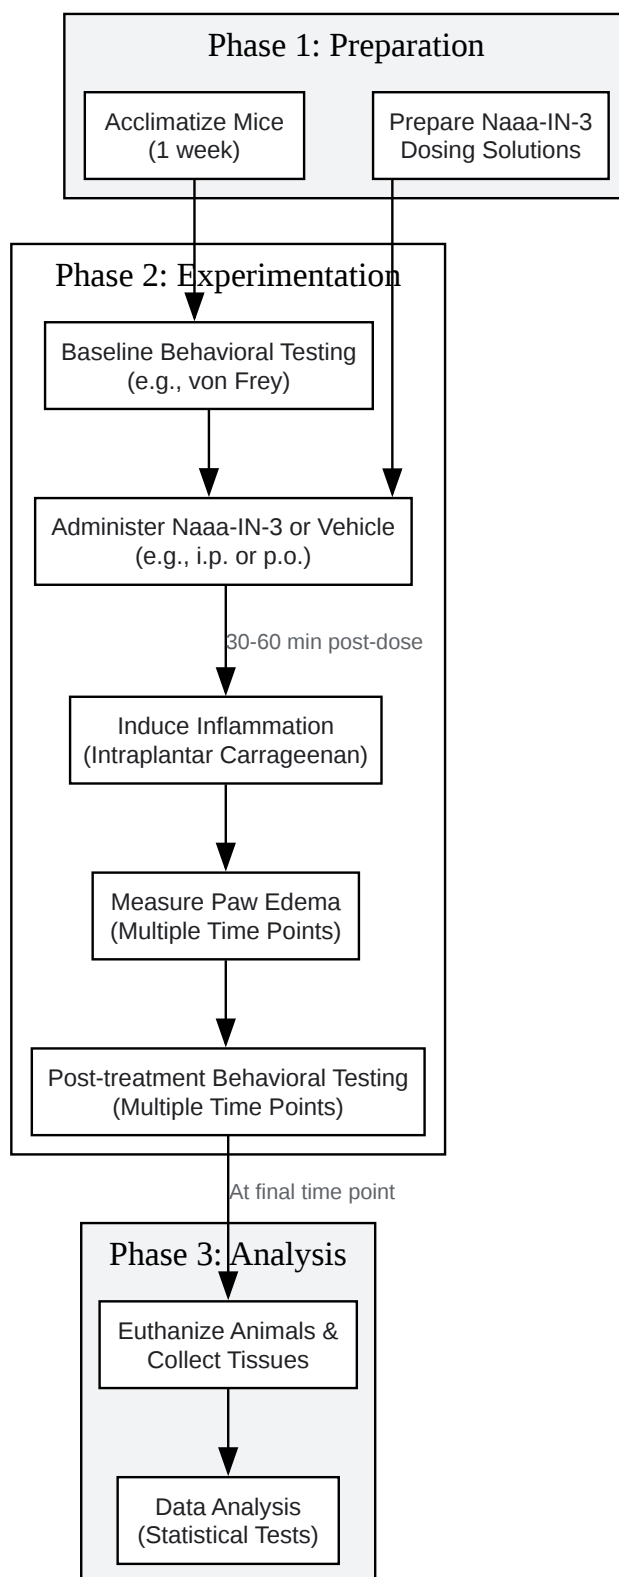 Phase 1: Preparation
Acclimatize Mice
(1 week)
Prepare Naaa-IN-3
Dosing Solutions
Phase 2: Experimentation
Baseline Behavioral Testing
(e.g., von Frey)
Administer Naaa-IN-3 or Vehicle
(e.g., i.p. or p.o.)
30-60 min post-dose
Induce Inflammation
(Intraplantar Carrageenan)
Measure Paw Edema
(Multiple Time Points)
Post-treatment Behavioral Testing
(Multiple Time Points)
At final time point
Phase 3: Analysis
Euthanize Animals &
Collect Tissues
Data Analysis
(Statistical Tests)